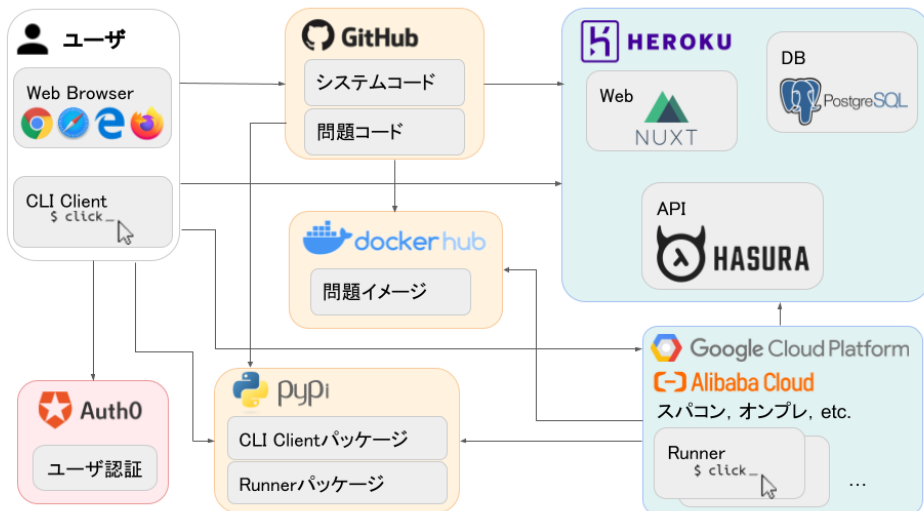 ユーザ
Web Browser
CLI Client
$ click_
GitHub
システムコード
問題コード
HEROKU
Web
NUXT
DB
PostgreSQL
API
HASURA
docker hub
問題イメージ
Google Cloud Platform
Alibaba Cloud
スパコン, オンプレ, etc.
Runner
$ click_
...
Auth0
ユーザ認証
pypi
CLI Clientパッケージ
Runnerパッケージ